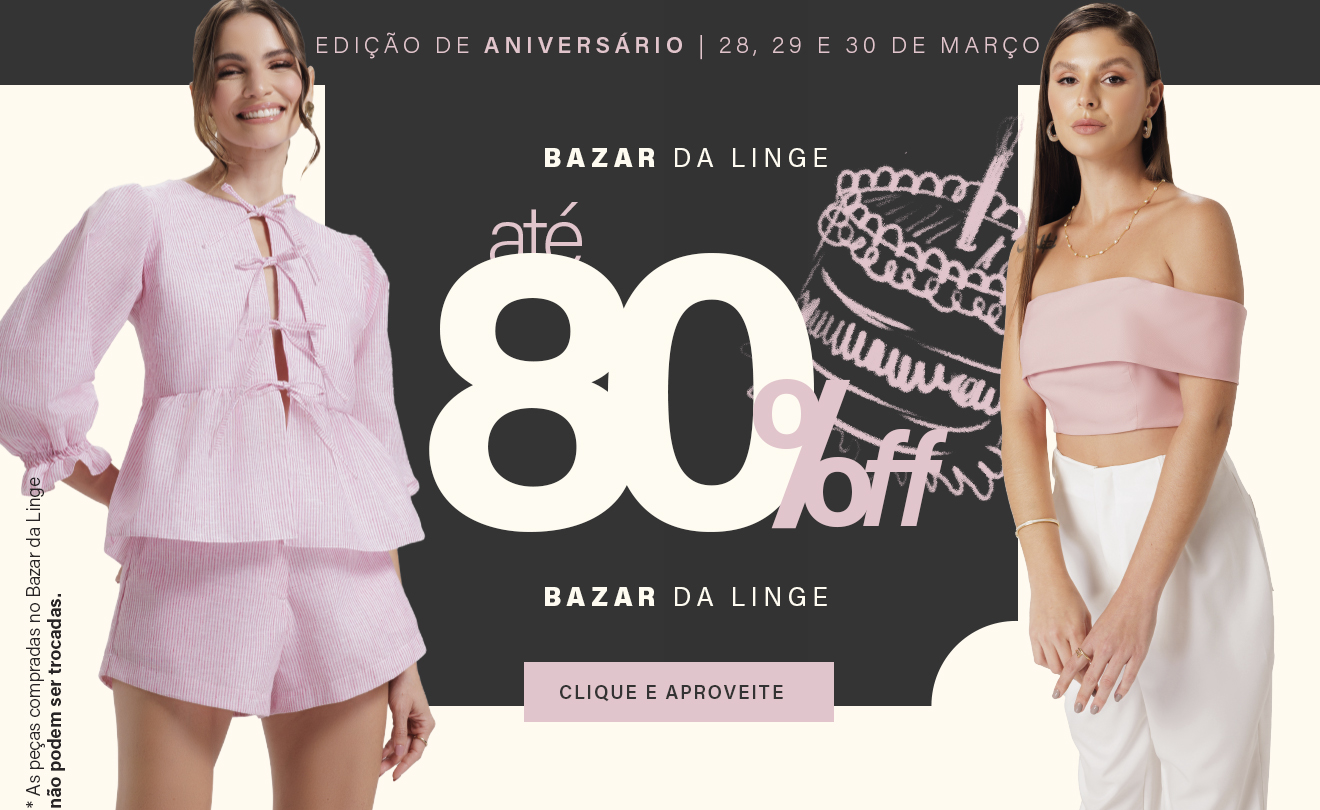 EDIÇÃO DE ANIVERSÁRIO | 28, 29 E 30 DE MARÇO
BAZAR DA LINGE
até
80%off
BAZAR DA LINGE
CLIQUE E APROVEITE
* As peças compradas no Bazar da Linge
não podem ser trocadas.